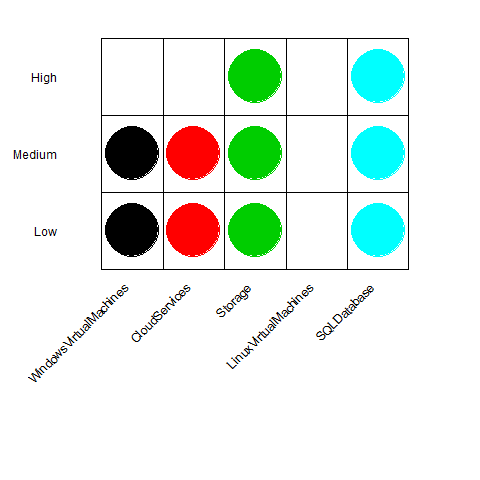 High
Medium
Low
WindowsVirtualMachines
CloudServices
Storage
LinuxVirtualMachines
SQLDatabase